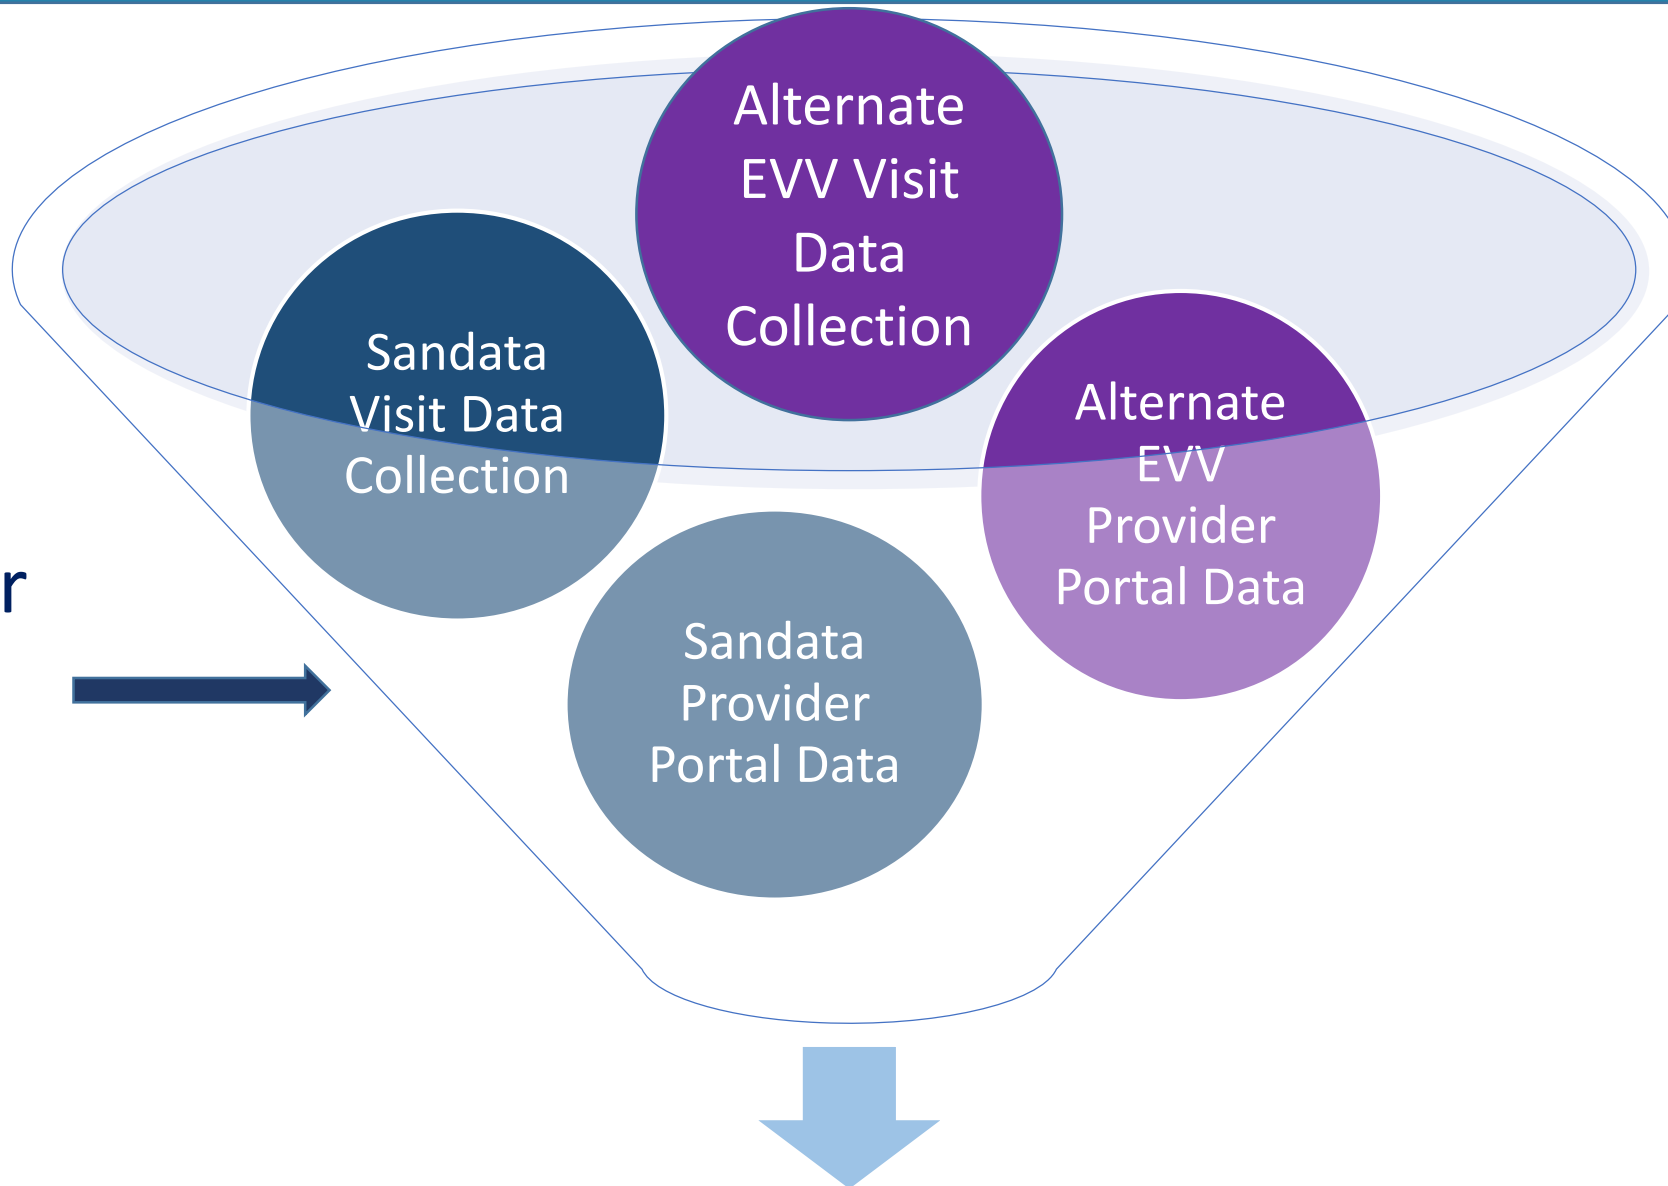 Alternate
EVV Visit
Data
Collection
Sandata
Visit Data
Collection
Alternate
EVV
Provider
Portal Data
r
Sandata
Provider
Portal Data